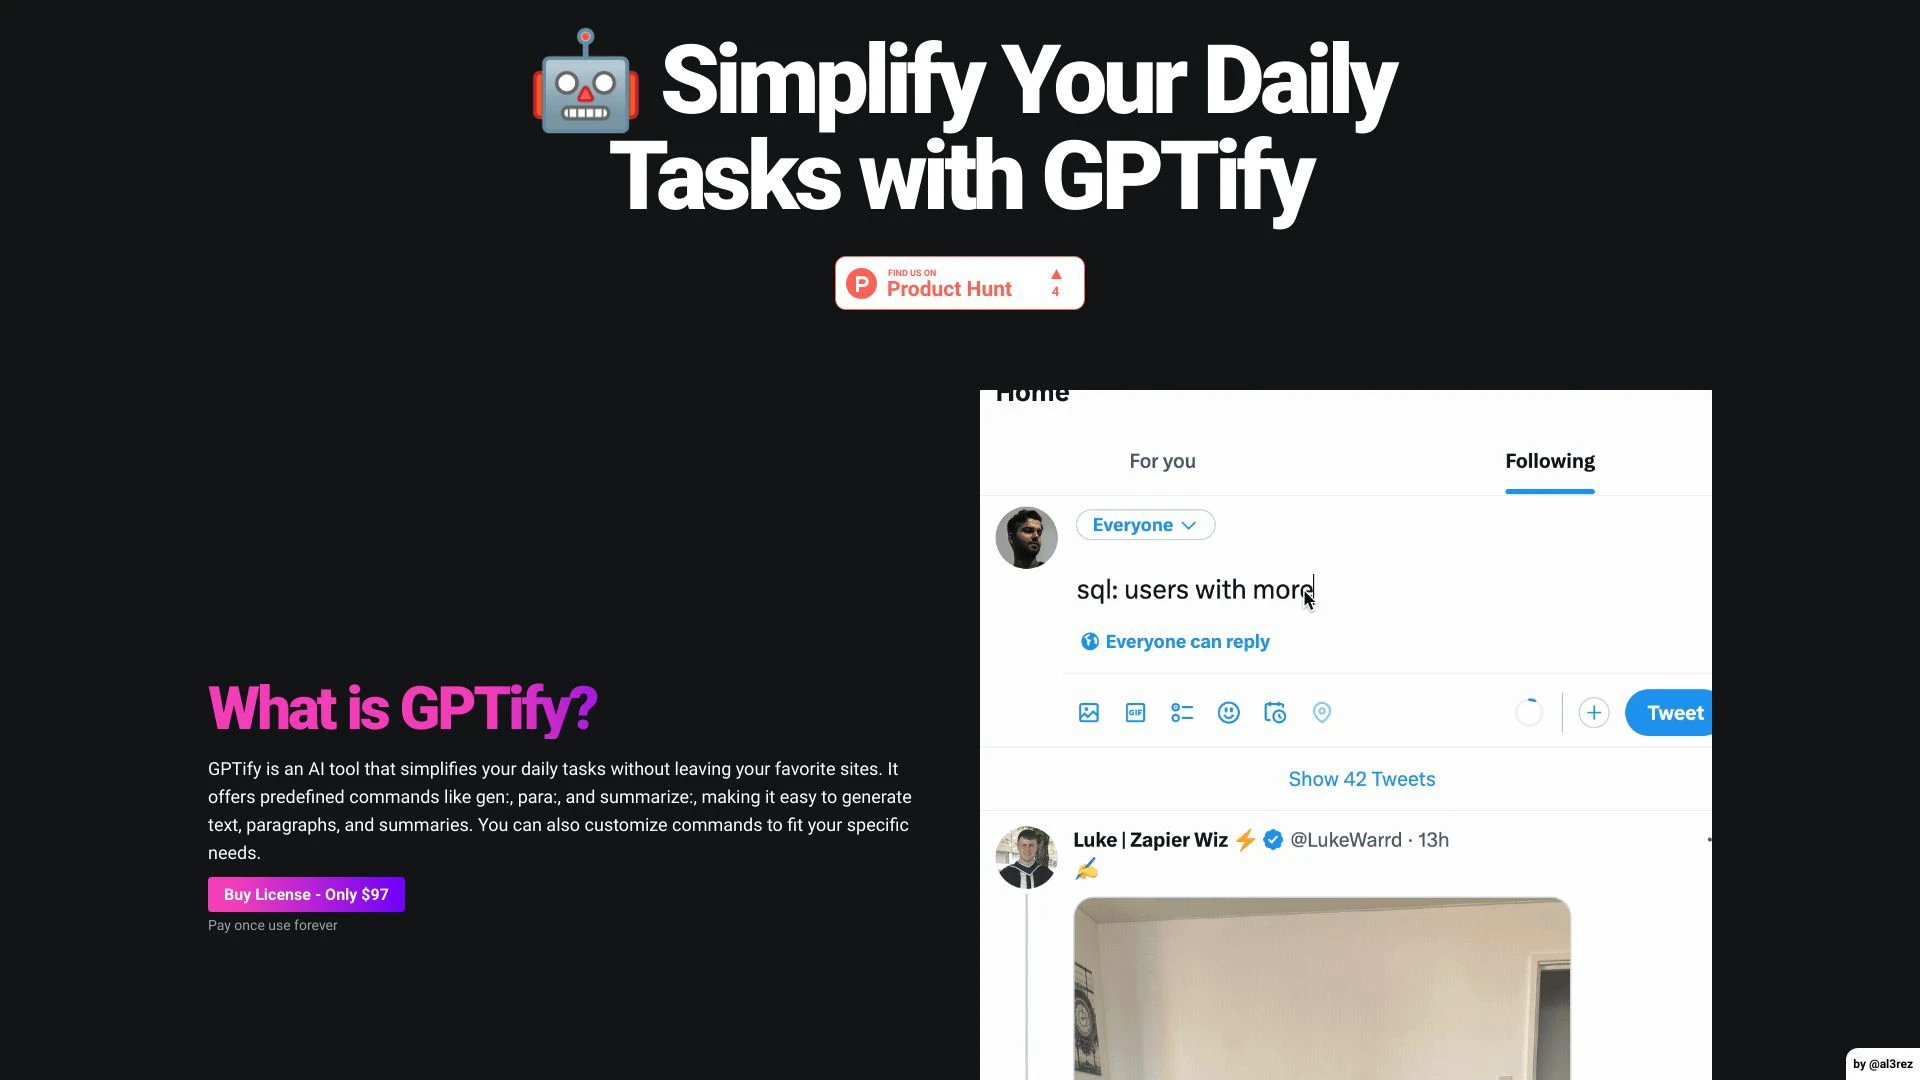 Simplify Your Daily
Tasks with GPTify
FIND US ON
Product Hunt
4
What is GPTify?
GPTify is an AI tool that simplifies your daily tasks without leaving your favorite sites. It
offers predefined commands like gen:, para:, and summarize:, making it easy to generate
text, paragraphs, and summaries. You can also customize commands to fit your specific
needs.
Buy License - Only $97
Pay once use forever
Home
For you
Following
Everyone
sql: users with more
Everyone can reply
GIF
Tweet
Show 42 Tweets
Luke | Zapier Wiz ⚡ @LukeWarrd · 13h
✍
by @al3rez